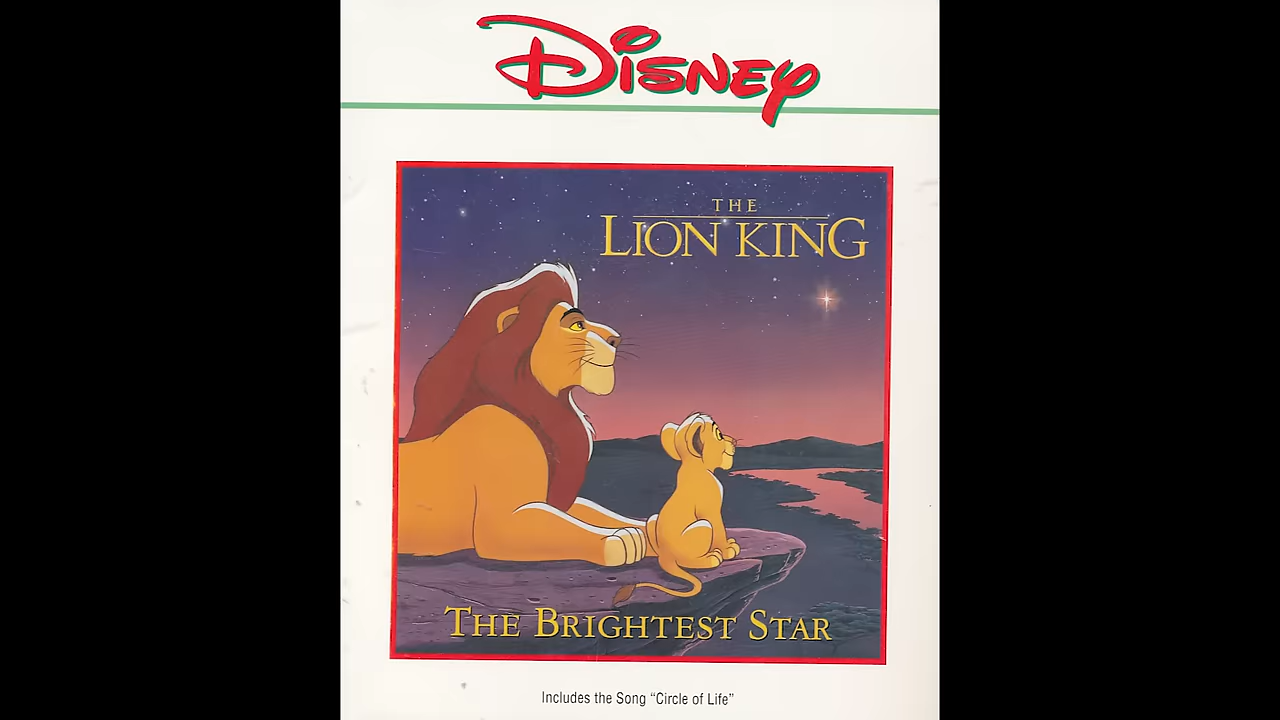 DISNEY
THE
LION KING
THE BRIGHTEST STAR
Includes the Song “Circle of Life”